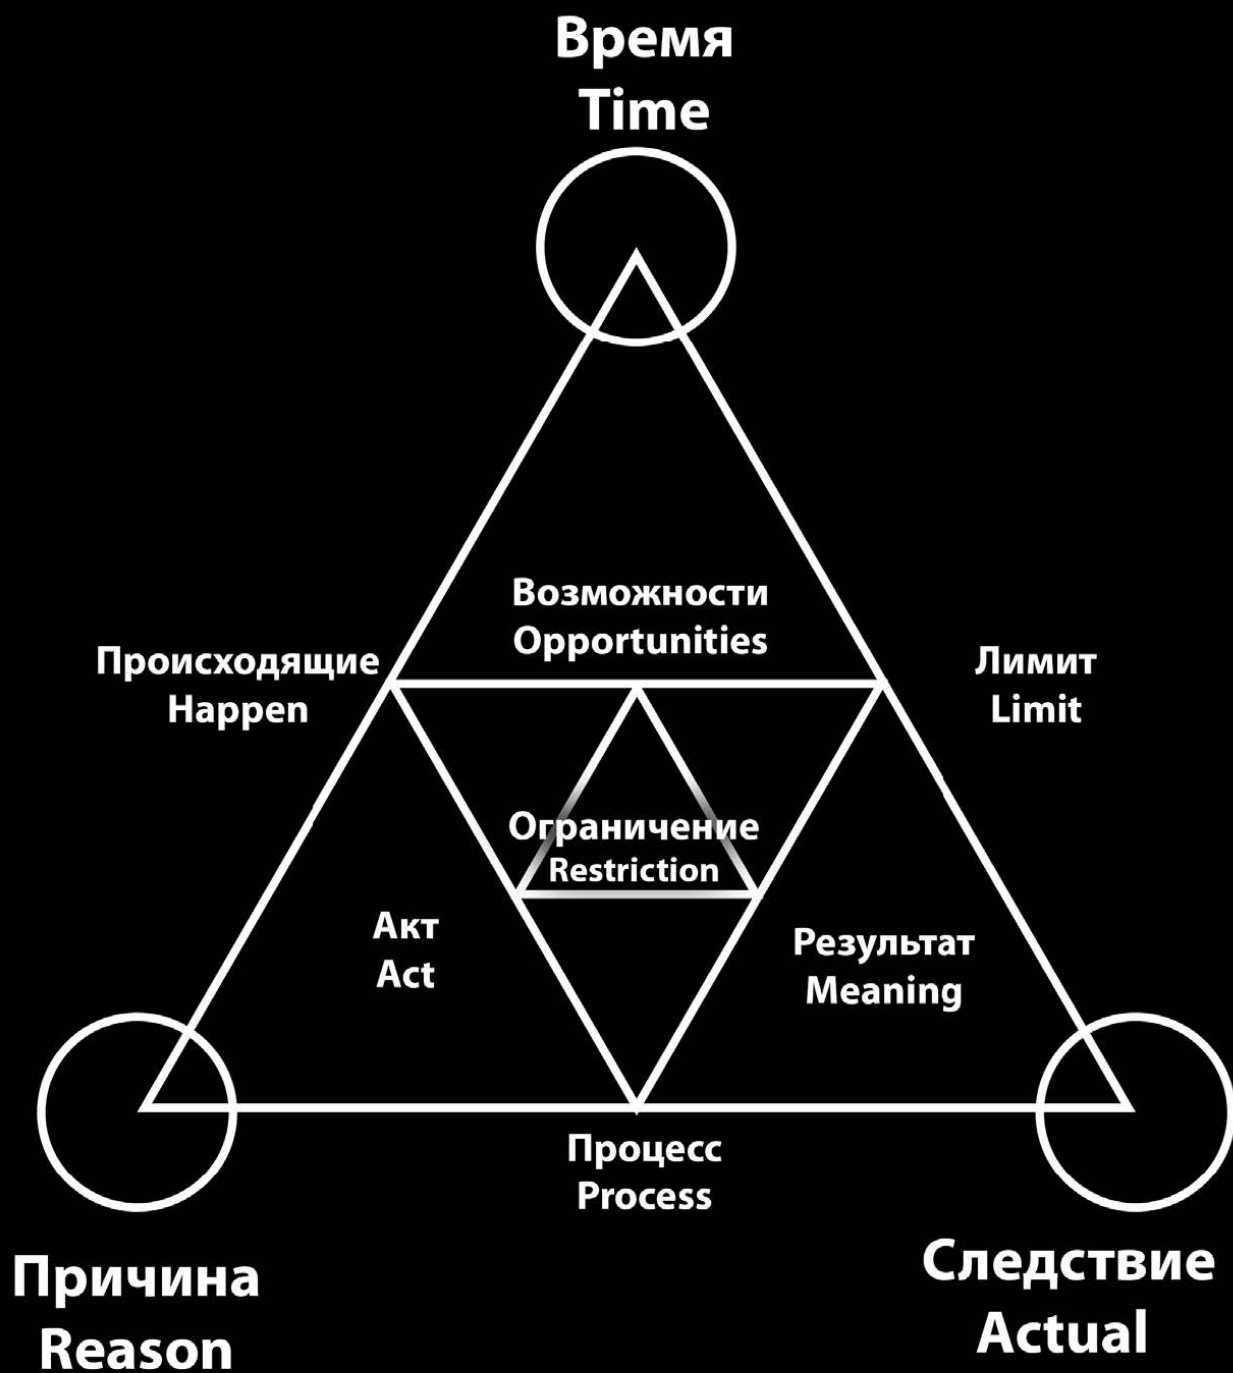 Время
Time
Возможности
Opportunities
Происходящие
Happen
Лимит
Limit
Ограничение
Restriction
Акт
Act
Результат
Meaning
Процесс
Process
Причина
Reason
Следствие
Actual